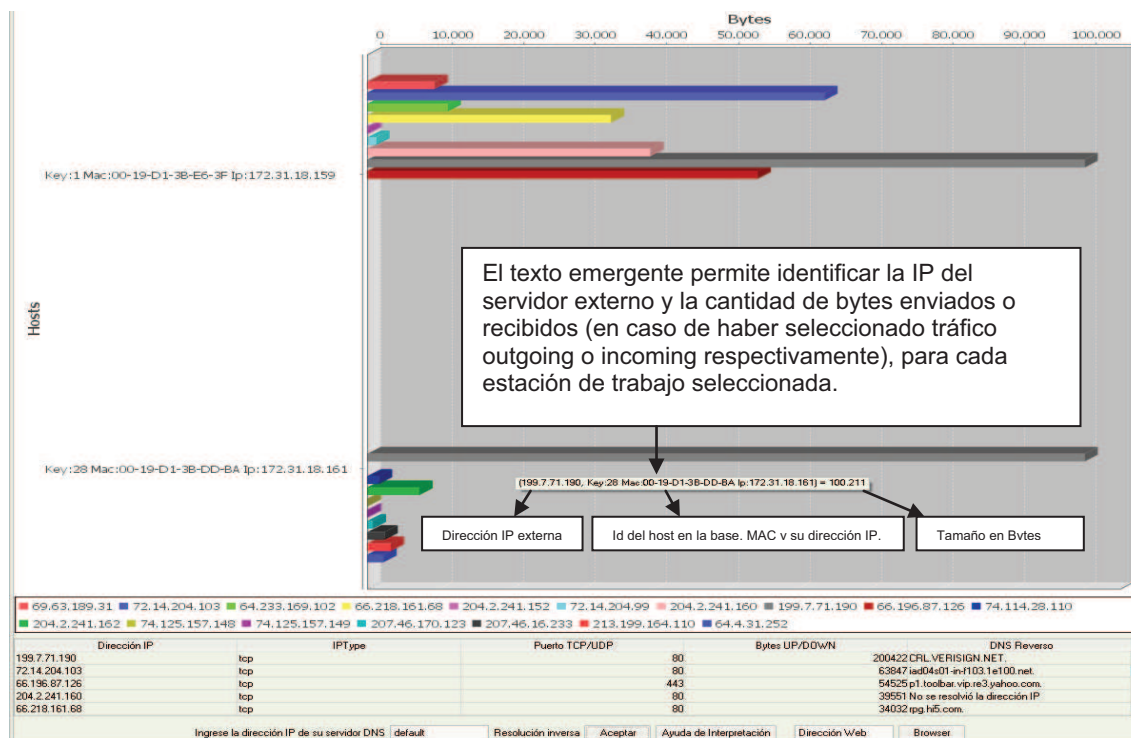 Bytes
0 10.000 20.000 30.000 40.000 50.000 60.000 70.000 80.000 90.000 100.000
Hosts
Key:1 Mac:00-19-D1-3B-E6-3F Ip:172.31.18.159
El texto emergente permite identificar la IP del
servidor externo y la cantidad de bytes enviados o
recibidos (en caso de haber seleccionado tráfico
outgoing o incoming respectivamente), para cada
estación de trabajo seleccionada.
Key:28 Mac:00-19-D1-3B-DD-BA Ip:172.31.18.161
(199.7.71.190, Key:28 Mac:00-19-D1-3B-DD-BA Ip:172.31.18.161) = 100.211
Dirección IP externa
Id del host en la base. MAC v su dirección IP.
Tamaño en Bvtes
69.63.189.31 72.14.204.103 64.233.169.102 66.218.161.68 204.2.241.152 72.14.204.99 204.2.241.160 199.7.71.190 66.196.87.126 74.114.28.110
204.2.241.162 74.125.157.148 74.125.157.149 207.46.170.123 207.46.16.233 213.199.164.110 64.4.31.252
Dirección IP IPType Puerto TCP/UDP Bytes UP/DOWN DNS Reverso
199.7.71.190 tcp 80 200422 CRL.VERISIGN.NET.
72.14.204.103 tcp 80 63847 iad04s01-in-f103.1e100.net.
66.196.87.126 tcp 443 54525 p1.toolbar.vip.re3.yahoo.com.
204.2.241.160 tcp 80 39551 No se resolvió la dirección IP
66.218.161.68 tcp 80 34032 rpg.hi5.com.
Ingrese la dirección IP de su servidor DNS default Resolución inversa Aceptar Ayuda de Interpretación Dirección Web Browser